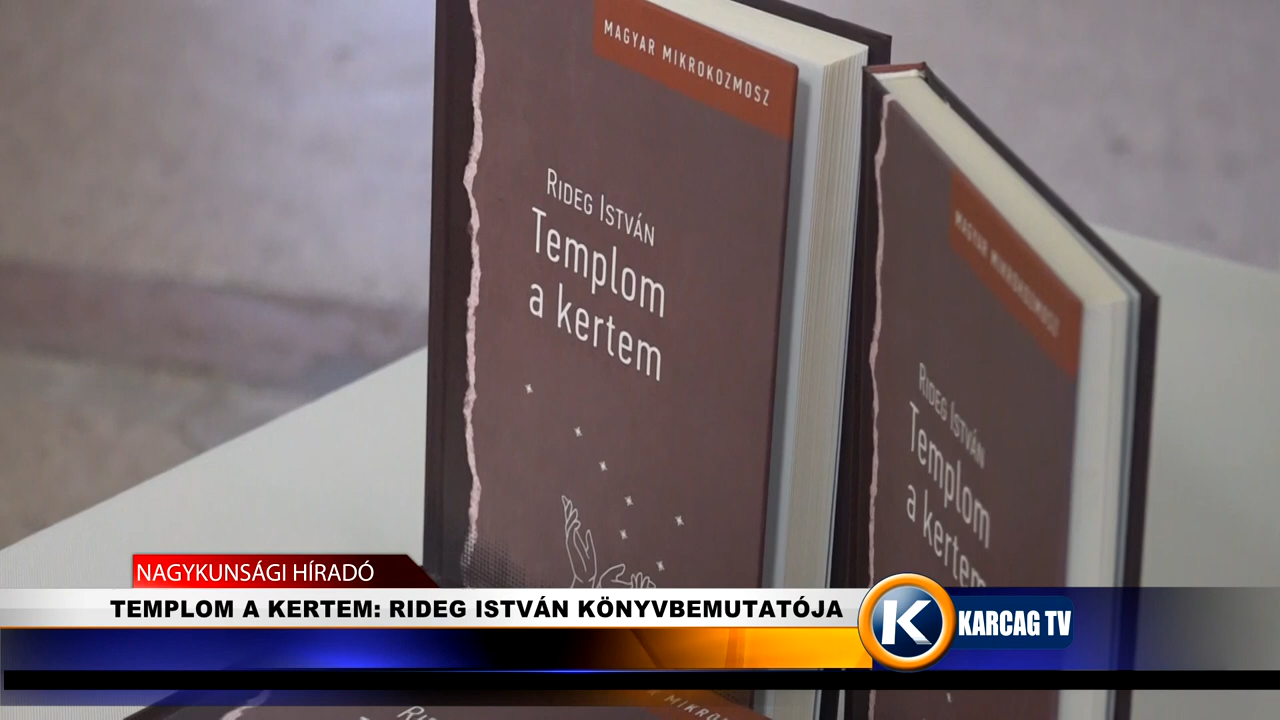 MAGYAR MIKROKOZMOSZ
RIDEG ISTVÁN
Templom
a kertem
MAGYAR MIKROKOZMOSZ
RIDEG ISTVÁN
Templom
a kertem
NAGYKUNSÁGI HÍRADÓ
TEMPLOM A KERTEM: RIDEG ISTVÁN KÖNYVBEMUTATÓJA
K KARCAG TV
RIDEG